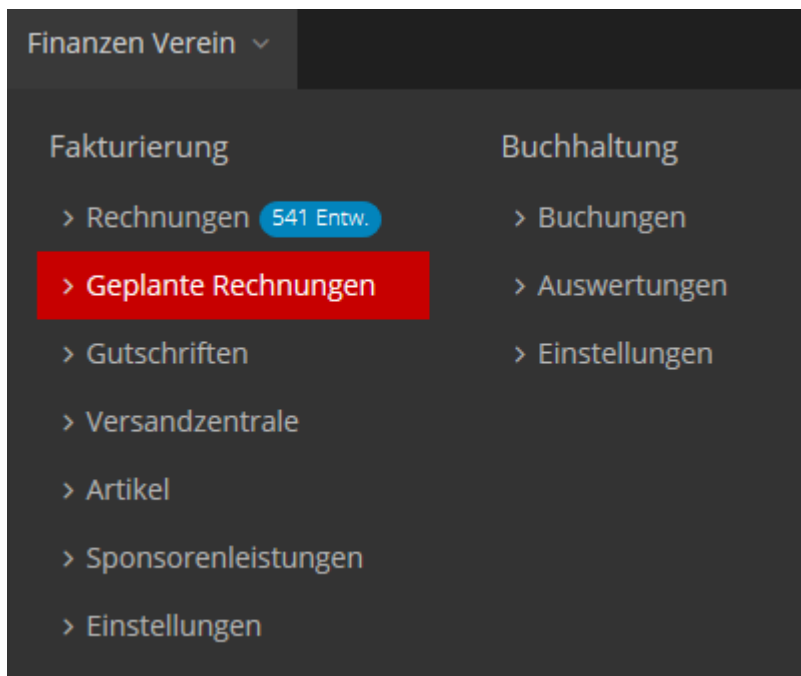 Finanzen Verein
Fakturierung
Rechnungen 541 Entw.
Geplante Rechnungen
Gutschriften
Versandzentrale
Artikel
Sponsorenleistungen
Einstellungen
Buchhaltung
Buchungen
Auswertungen
Einstellungen